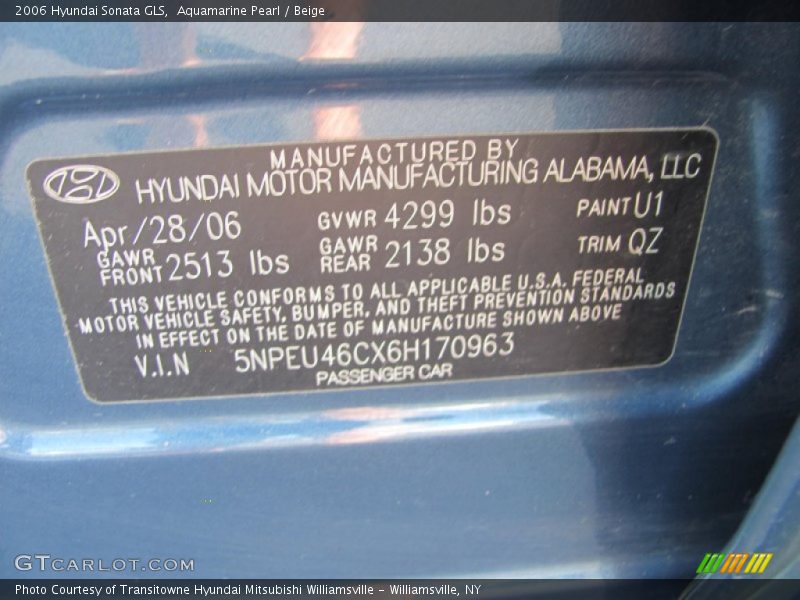 2006 Hyundai Sonata GLS,  Aquamarine Pearl / Beige
MANUFACTURED BY
HYUNDAI MOTOR MANUFACTURING ALABAMA, LLC
Apr/28/06 GVWR 4299 lbs PAINT U1
GAWR FRONT 2513 lbs GAWR REAR 2138 lbs TRIM QZ
THIS VEHICLE CONFORMS TO ALL APPLICABLE U.S.A. FEDERAL
MOTOR VEHICLE SAFETY, BUMPER, AND THEFT PREVENTION STANDARDS
IN EFFECT ON THE DATE OF MANUFACTURE SHOWN ABOVE
V.I.N 5NPEU46CX6H170963
PASSENGER CAR
GTCARLOT.COM
Photo Courtesy of Transitowne Hyundai Mitsubishi Williamsville - Williamsville, NY